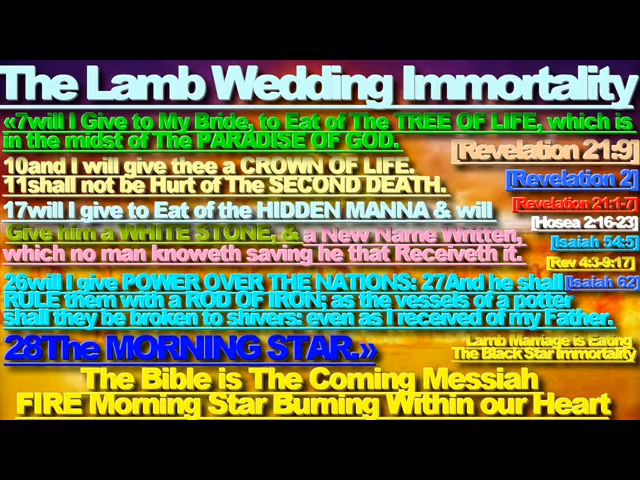 The Lamb Wedding Immortality
«7will I Give to My Bride, to Eat of The TREE OF LIFE, which is
in the midst of The PARADISE OF GOD.
[Revelation 21:9]
10and I will give thee a CROWN OF LIFE.
11shall not be Hurt of The SECOND DEATH.
[Revelation 2]
[Revelation 21:1-7]
17will I give to Eat of the HIDDEN MANNA & will
[Hosea 2:16-23]
Give him a WHITE STONE, & a New Name Written,
[Isaiah 54:5]
which no man knoweth saving he that Receiveth it.
[Rev 4:3-9:17]
26will I give POWER OVER THE NATIONS: 27And he shall
[Isaiah 62]
RULE them with a ROD OF IRON; as the vessels of a potter
shall they be broken to shivers: even as I received of my Father.
28The MORNING STAR.»
Lamb Marriage is Eating
The Black Star Immortality
The Bible is The Coming Messiah
FIRE Morning Star Burning Within our Heart